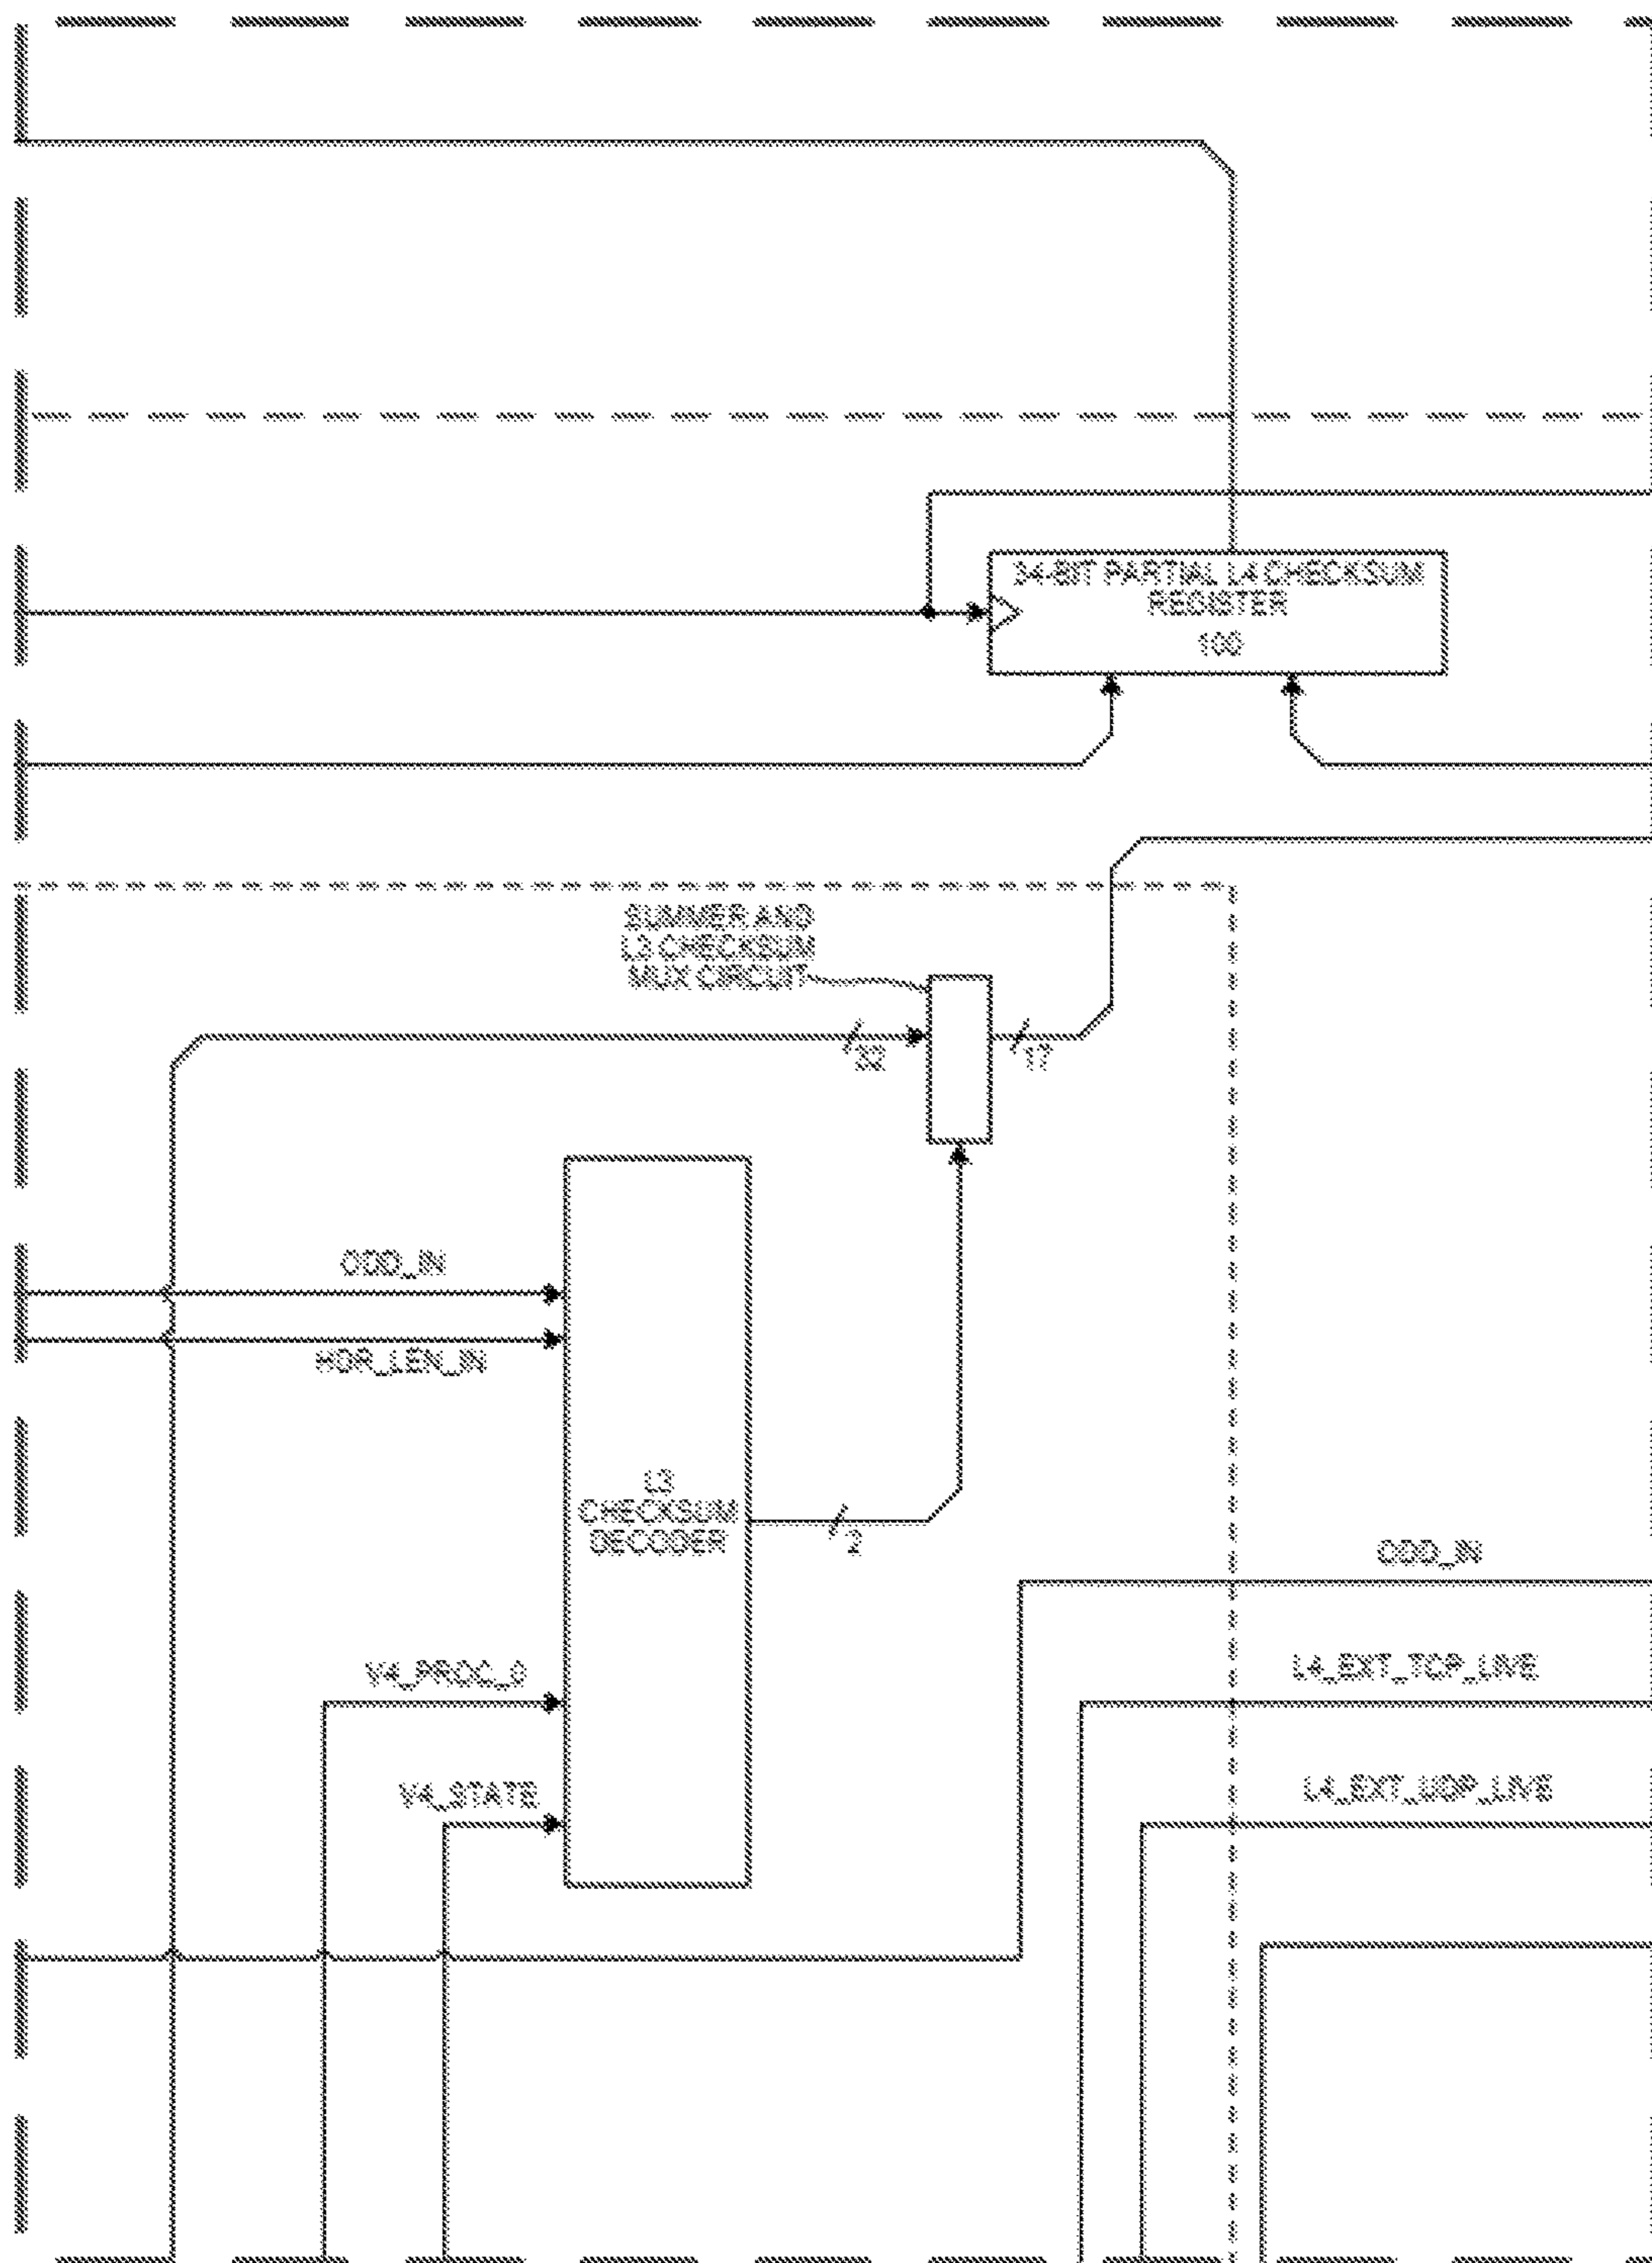 34-BIT PARTIAL L4 CHECKSUM
REGISTER
100
SUMMER AND
L3 CHECKSUM
MUX CIRCUIT
32
17
ODD_IN
HDR_LEN_IN
L3
CHECKSUM
DECODER
2
ODD_IN
V4_PROC_0
L4_EXT_TCP_LIVE
V4_STATE
L4_EXT_UDP_LIVE